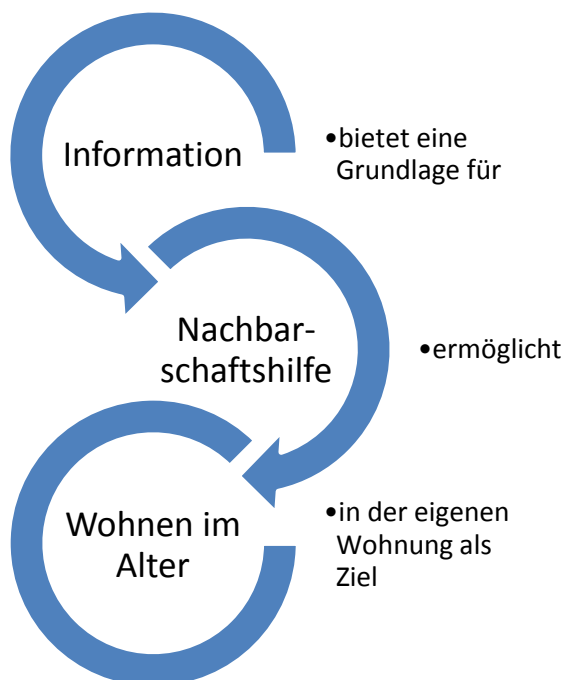 Information
•bietet eine
Grundlage für
Nachbar-
schaftshilfe
•ermöglicht
Wohnen im
Alter
•in der eigenen
Wohnung als
Ziel